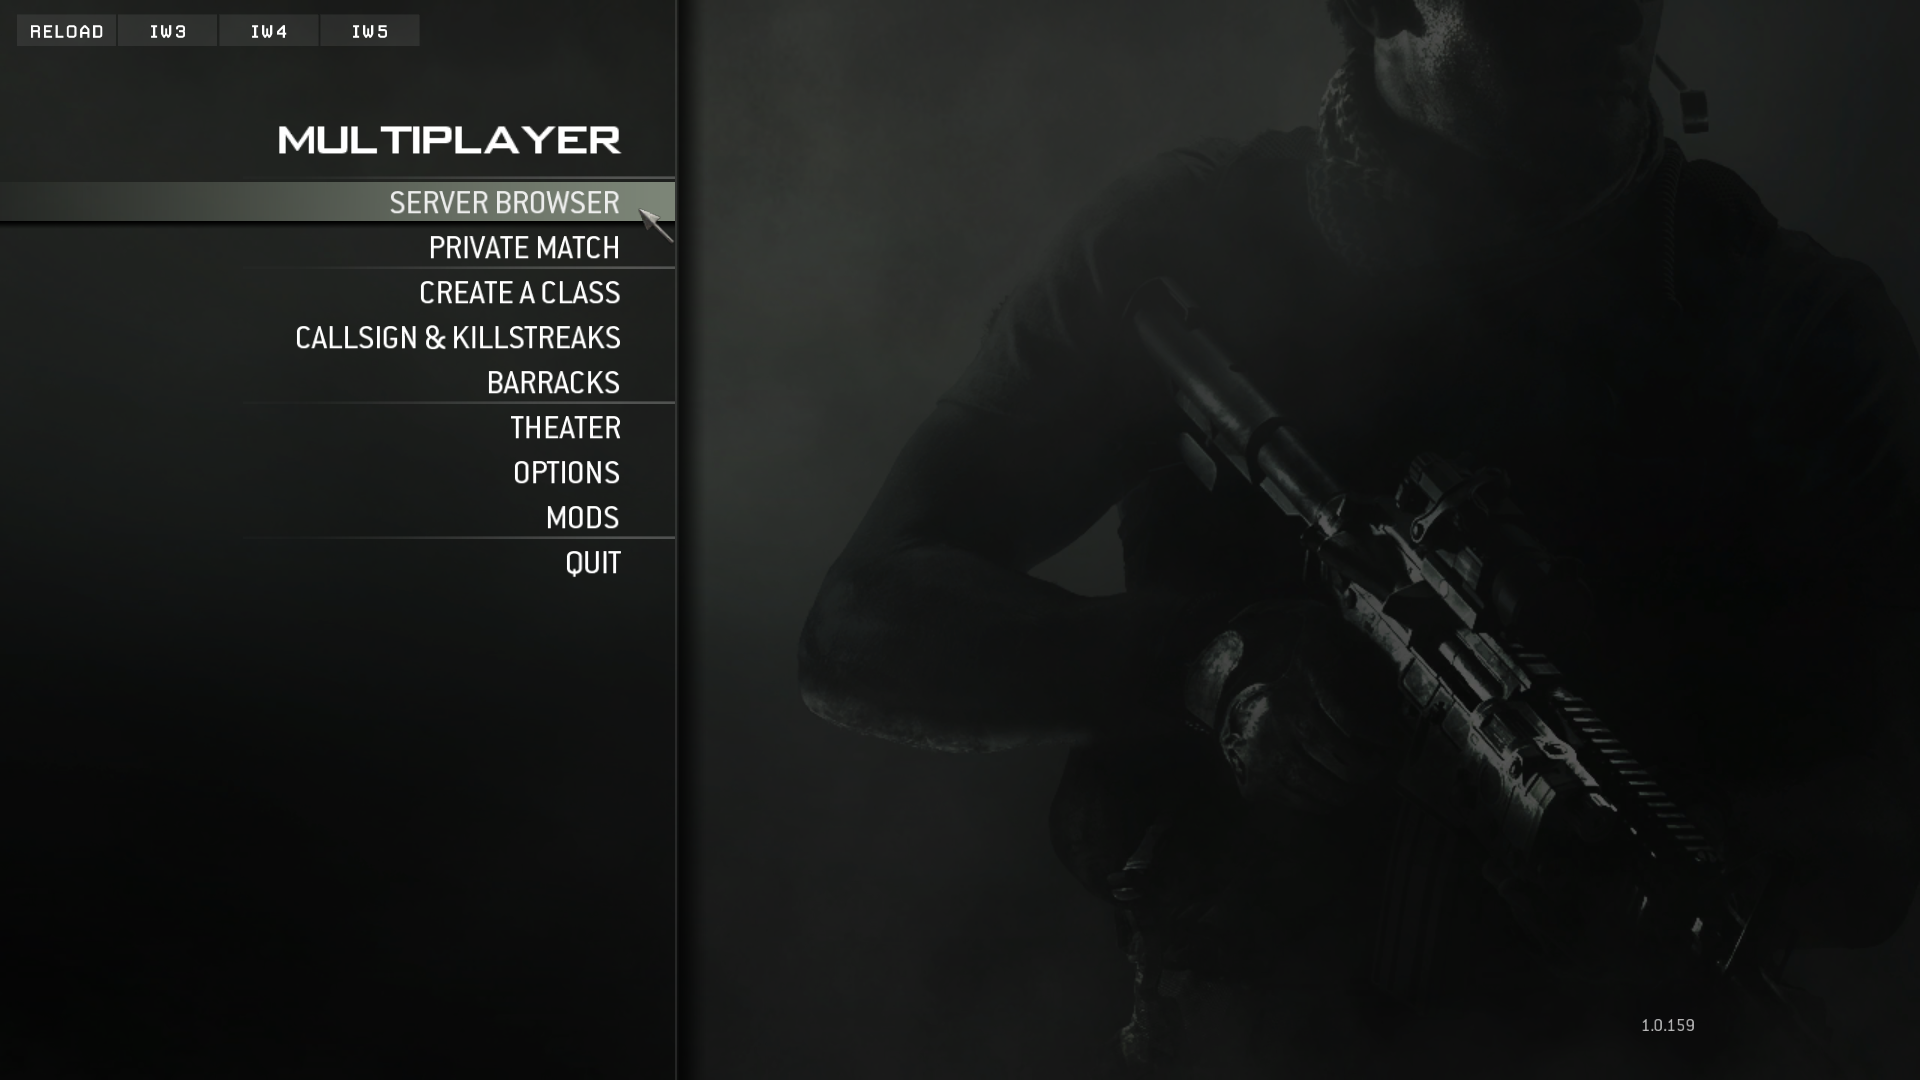 RELOAD IW3 IW4 IW5
MULTIPLAYER
SERVER BROWSER
PRIVATE MATCH
CREATE A CLASS
CALLSIGN & KILLSTREAKS
BARRACKS
THEATER
OPTIONS
MODS
QUIT
1.0.159